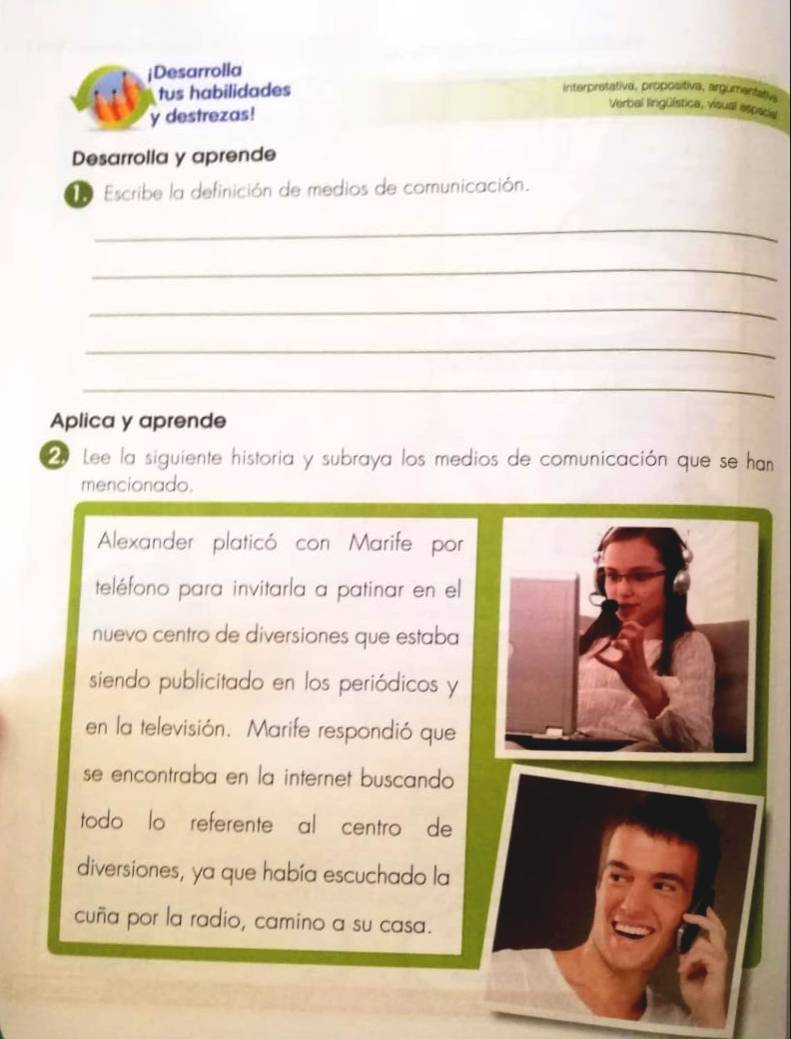 ¡Desarrolla
tus habilidades
y destrezas!
Interpretativa, propositiva, argumentativa
Verbal lingüística, visual espacial
Desarrolla y aprende
1. Escribe la definición de medios de comunicación.
Aplica y aprende
2. Lee la siguiente historia y subraya los medios de comunicación que se han
mencionado.
Alexander platicó con Marife por
teléfono para invitarla a patinar en el
nuevo centro de diversiones que estaba
siendo publicitado en los periódicos y
en la televisión. Marife respondió que
se encontraba en la internet buscando
todo lo referente al centro de
diversiones, ya que había escuchado la
cuña por la radio, camino a su casa.